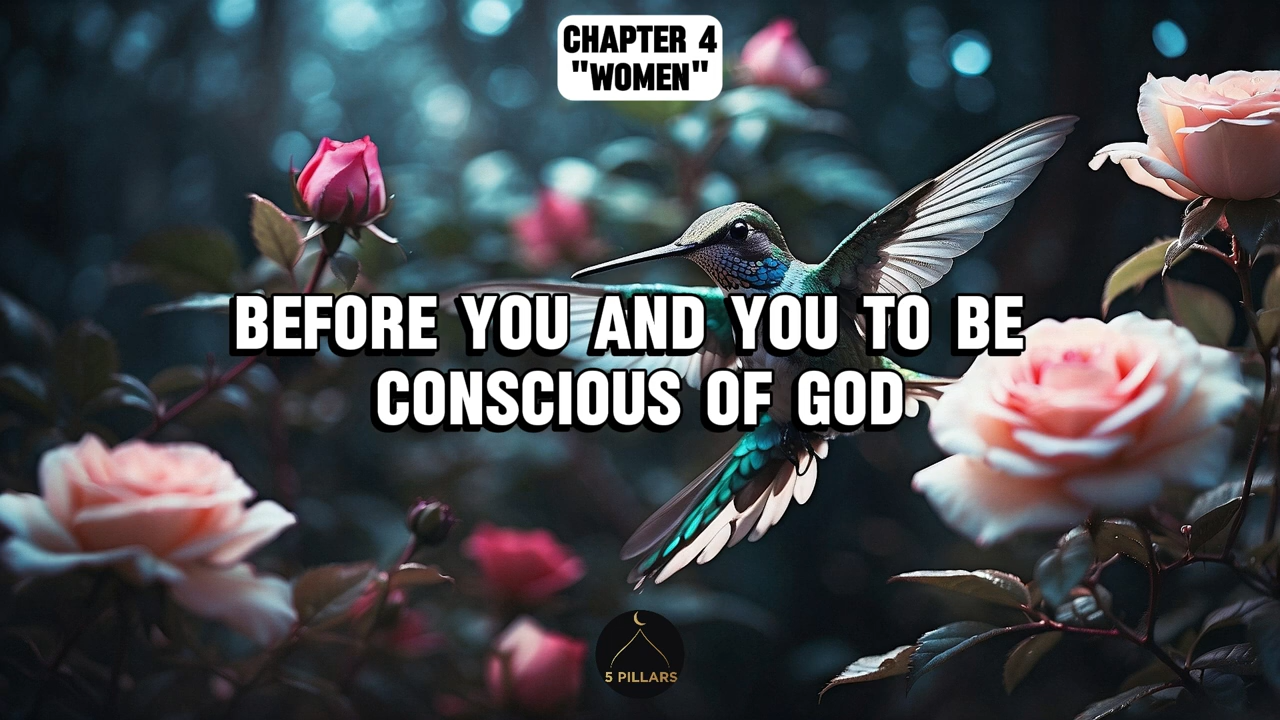 CHAPTER 4
"WOMEN"
BEFORE YOU AND YOU TO BE
CONSCIOUS OF GOD.
5 PILLARS